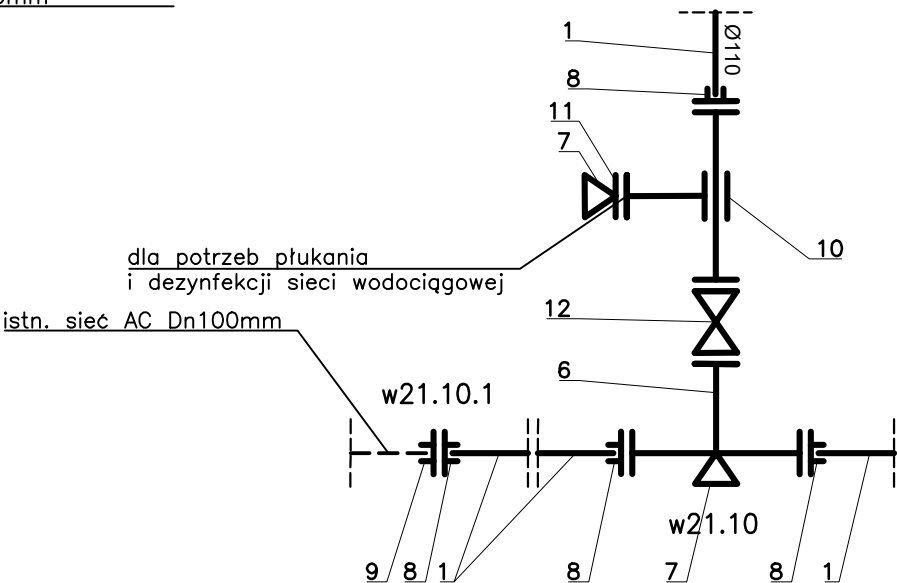 1
Ø110
8
11
7
dla potrzeb płukania
i dezynfekcji sieci wodociągowej
10
istn. sieć AC Dn100mm
12
6
w21.10.1
w21.10
9 8 1 8 7 8 1